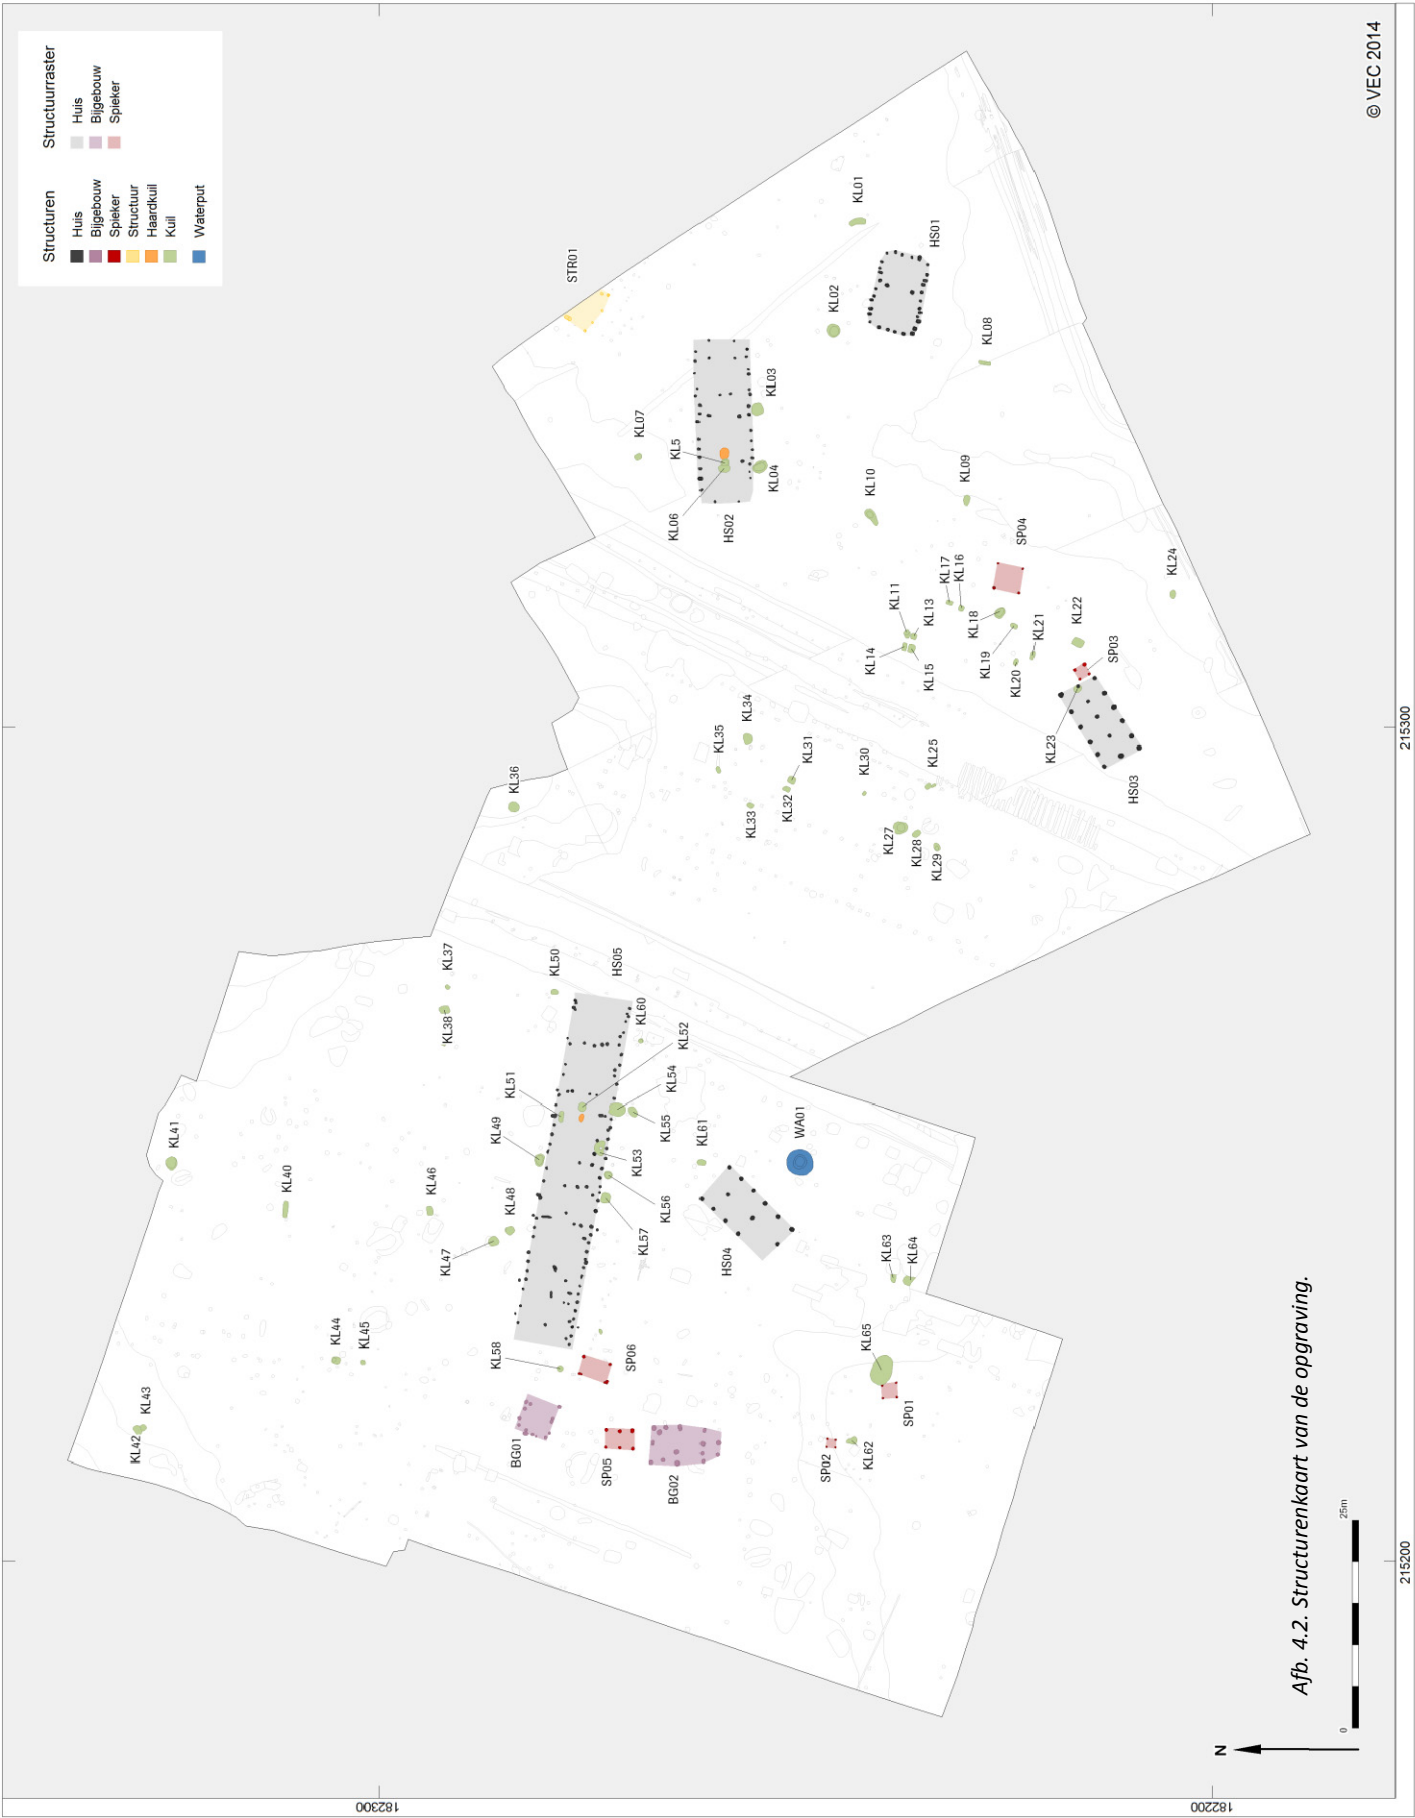 Structuren
Huis
Bijgebouw
Spieker
Structuur
Haardkuil
Kuil
Waterput
Structuurraster
Huis
Bijgebouw
Spieker
© VEC 2014
STR01
KL01
HS01
KL02
KL08
KL03
KL07
KL5
KL04
KL06
HS02
KL10
KL09
SP04
KL17
KL16
KL11
KL13
KL18
KL24
KL14
KL15
KL19
KL21
KL22
KL20
SP03
KL23
HS03
KL34
KL35
KL31
KL30
KL25
KL32
KL33
KL36
KL27
KL28
KL29
KL37
KL38
KL50
HS05
KL60
KL52
KL51
KL54
KL55
KL49
KL53
KL61
WA01
KL41
KL40
KL46
KL48
KL47
KL56
KL57
HS04
KL63
KL64
KL44
KL45
KL58
SP06
KL65
KL43
KL42
BG01
SP05
BG02
SP02
KL62
SP01
215300
215200
182300
182200
0
25m
N
Afb. 4.2. Structurenkaart van de opgraving.